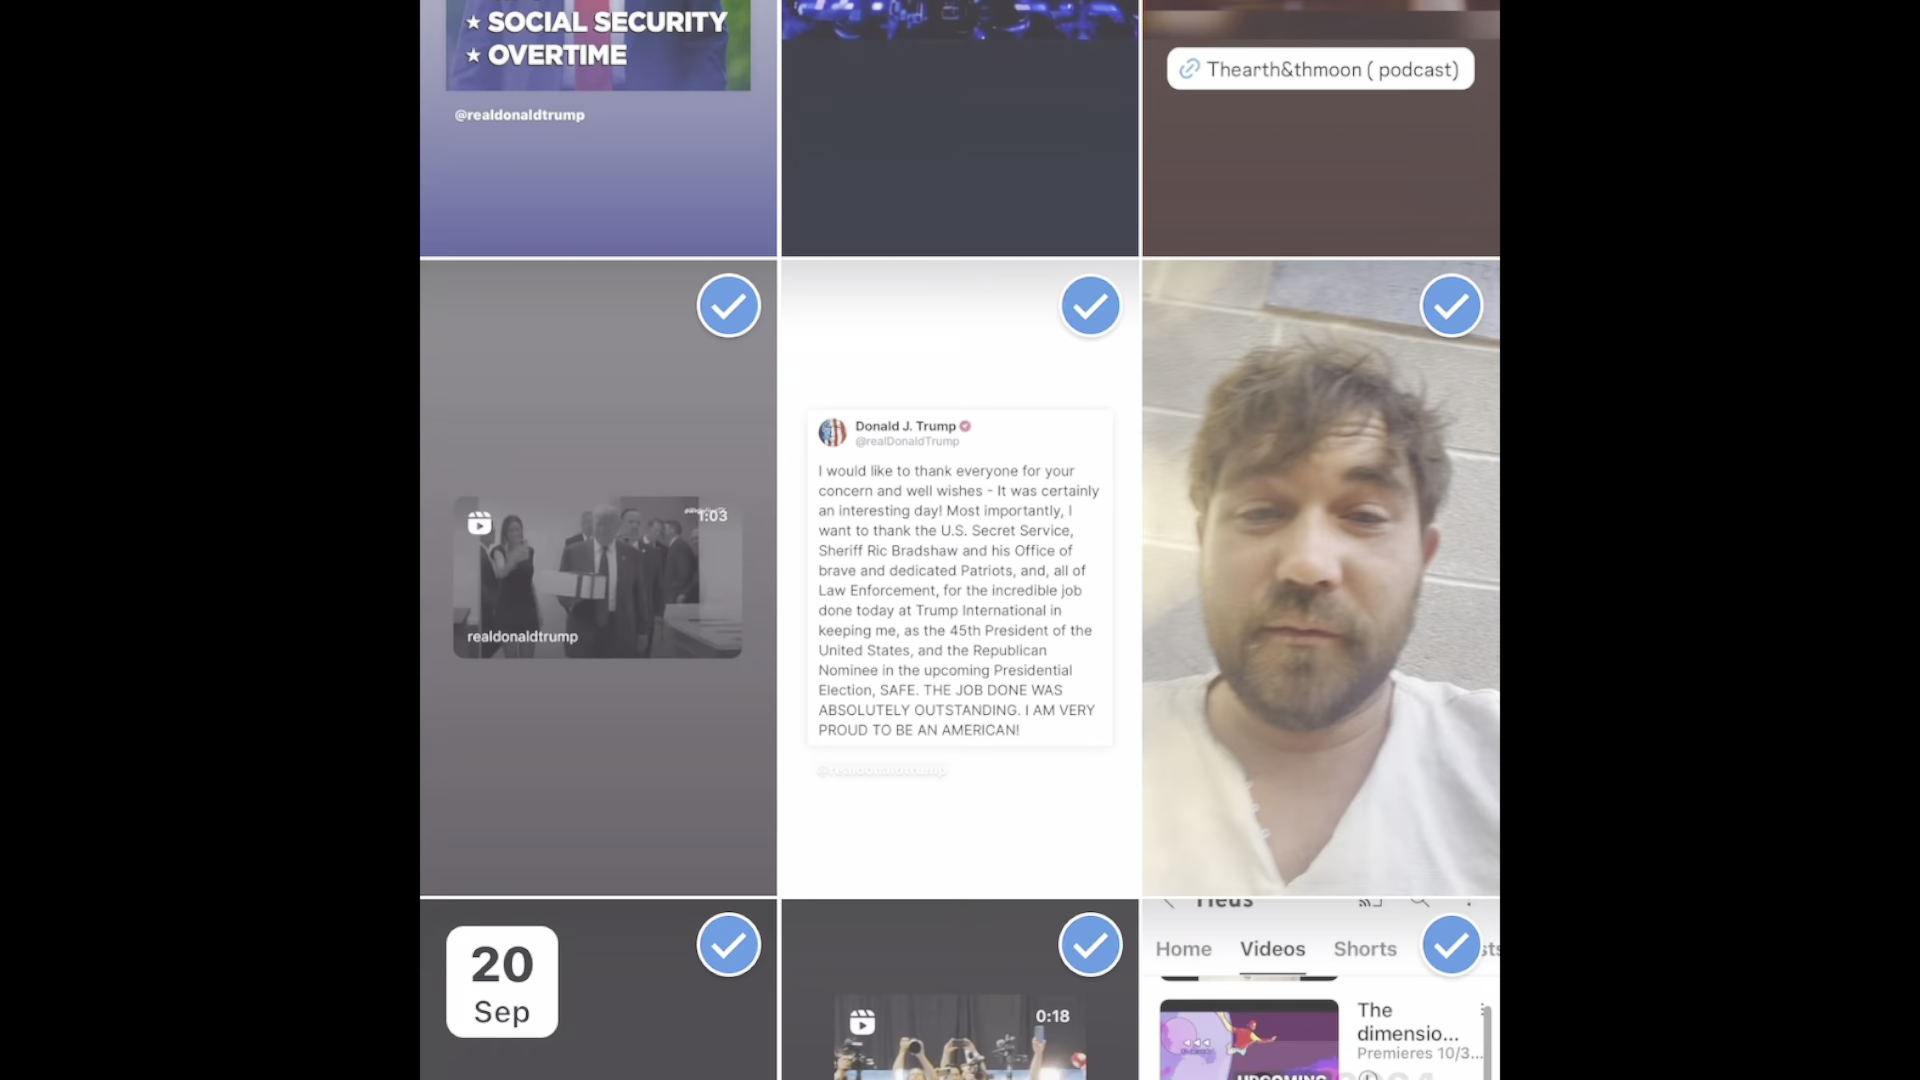 ★ SOCIAL SECURITY
★ OVERTIME
@realdonaldtrump
Thearth&thmoon ( podcast)
1:03
realdonaldtrump
Donald J. Trump
@realDonaldTrump
I would like to thank everyone for your
concern and well wishes - It was certainly
an interesting day! Most importantly, I
want to thank the U.S. Secret Service,
Sheriff Ric Bradshaw and his Office of
brave and dedicated Patriots, and, all of
Law Enforcement, for the incredible job
done today at Trump International in
keeping me, as the 45th President of the
United States, and the Republican
Nominee in the upcoming Presidential
Election, SAFE. THE JOB DONE WAS
ABSOLUTELY OUTSTANDING. I AM VERY
PROUD TO BE AN AMERICAN!
@realdonaldtrump
20
Sep
0:18
Home Videos Shorts
The
dimensio...
Premieres 10/3...
UPCOMING